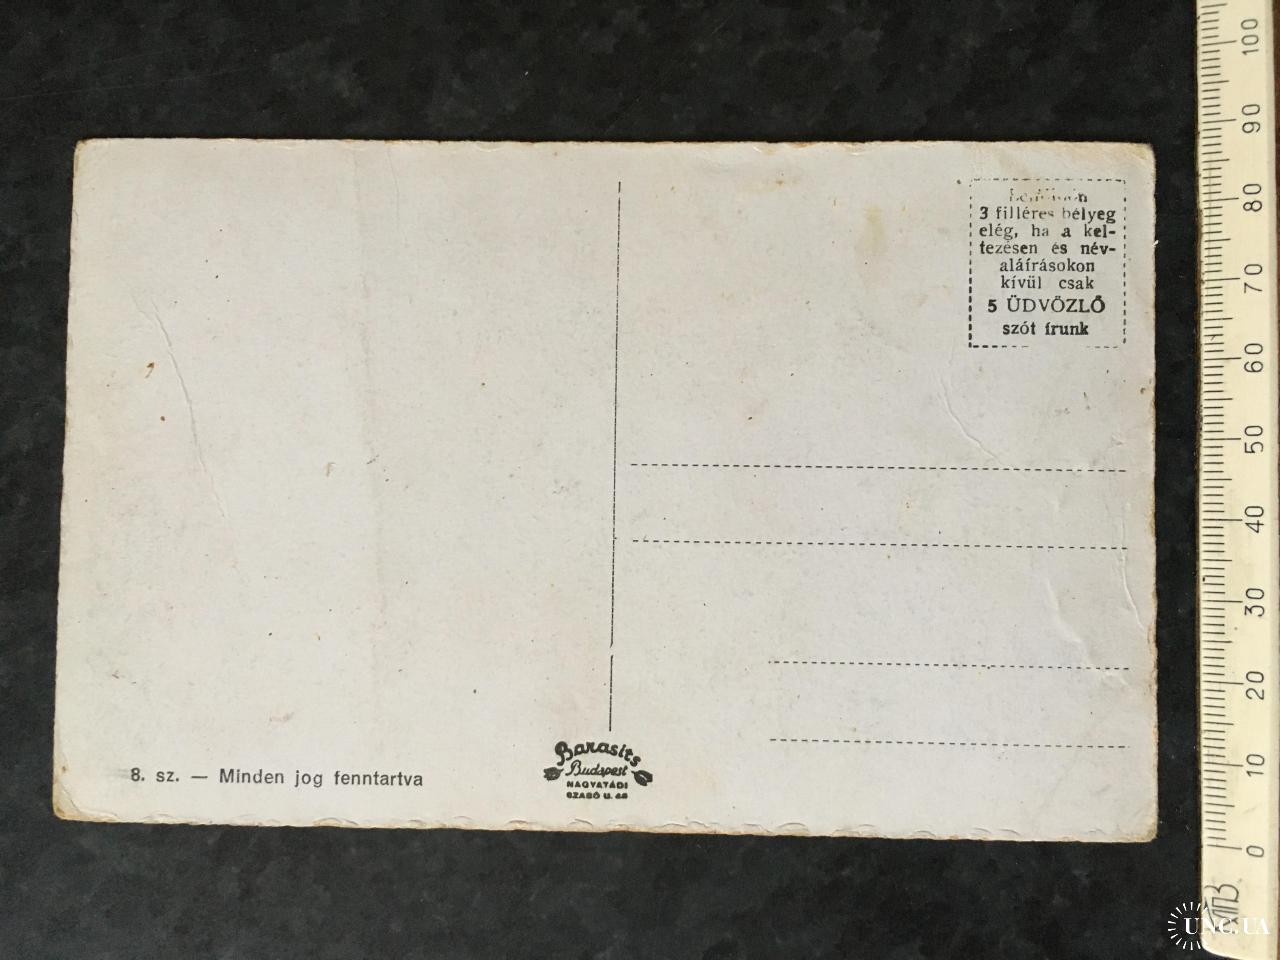 3 filléres bélyeg
elég, ha a kel-
tezésen és név-
aláírásokon
kívül csak
5 ÜDVÖZLŐ
szót írunk
8. sz. — Minden jog fenntartva
Barasits
Budapest
NAGYATÁDI
SZABÓ U.
100
90
80
70
60
50
40
30
20
10
0
UNC.UA